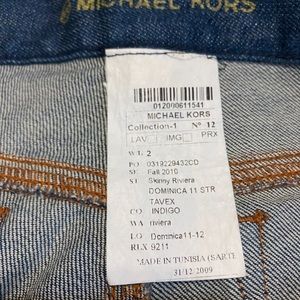 MICHAEL KORS
012000611541
MICHAEL KORS
Collection-1 Nº 12
LAV IMG PRX
WE 2
PO 0319229432CD
SE Fall 2010
ST Skinny Riviera
DOMINICA 11 STR
TAVEX
CO INDIGO
WA riviera
LO Dominica11-12
RLX 9211
MADE IN TUNISIA (SARTE
31/12/2009